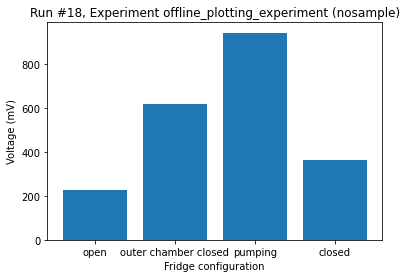 Run #18, Experiment offline_plotting_experiment (nosample)
Voltage (mV)
800
600
400
200
0
open outer chamber closed pumping closed
Fridge configuration